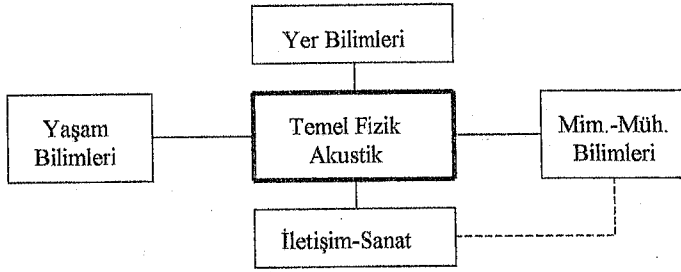 Yer Bilimleri
Yaşam
Bilimleri
Temel Fizik
Akustik
Mim.-Müh.
Bilimleri
İletişim-Sanat